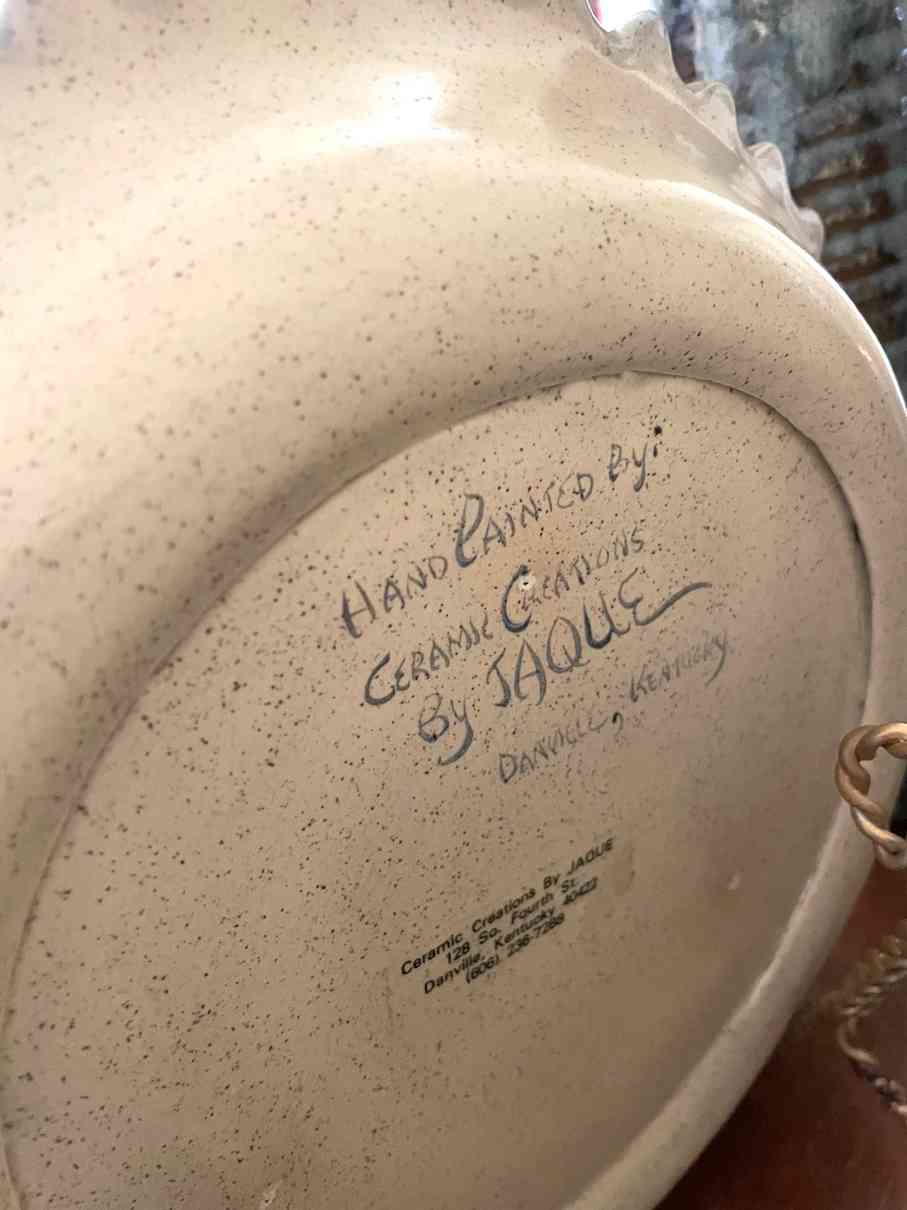 HAND PAINTED By:
CERAMIC CREATIONS
By JAQUE
DANVILLE, KENTUCKY
Ceramic Creations By JAQUE
128 So. Fourth St.
Danville, Kentucky 40422
(606) 236-7268